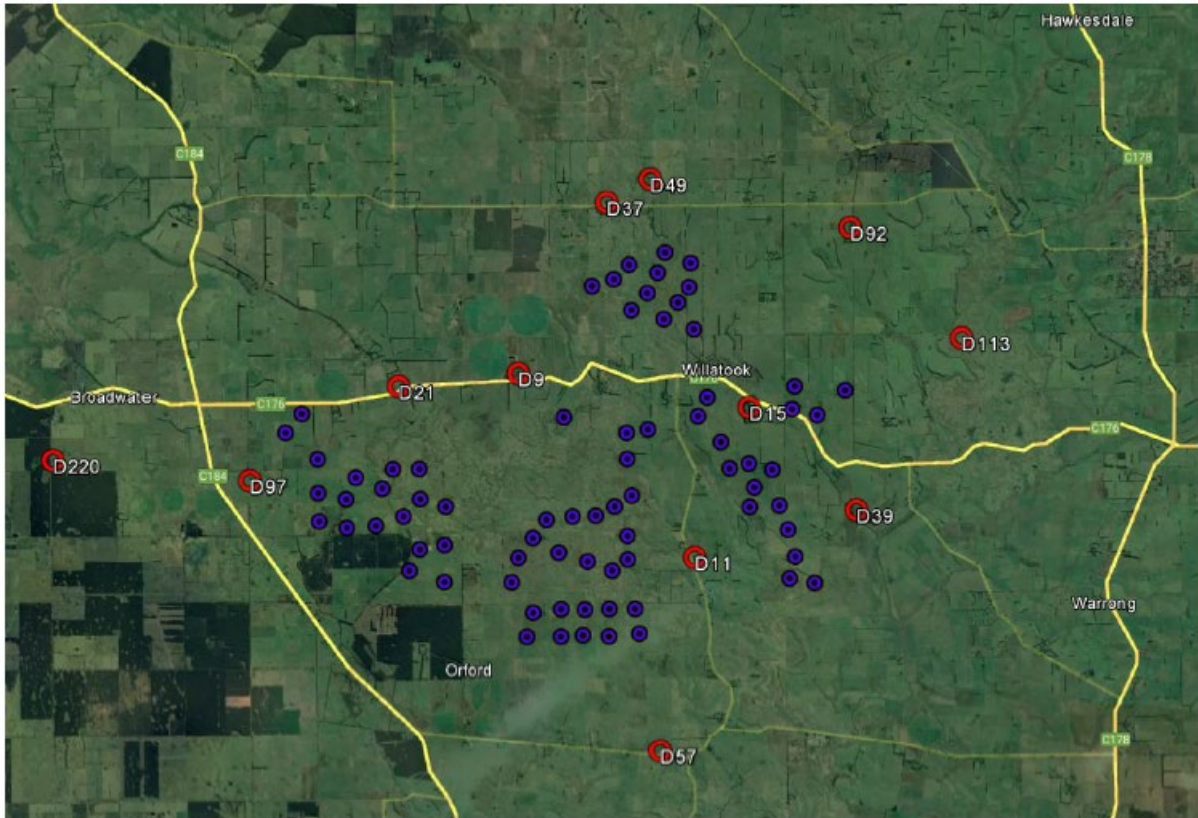 Hawkesdale
C184
C178
D49
D37
D92
D113
Willatook
D9
D21
Broadwater
C176
D15
C176
D220
C184
D97
D39
D11
Warrong
Orford
C178
D57